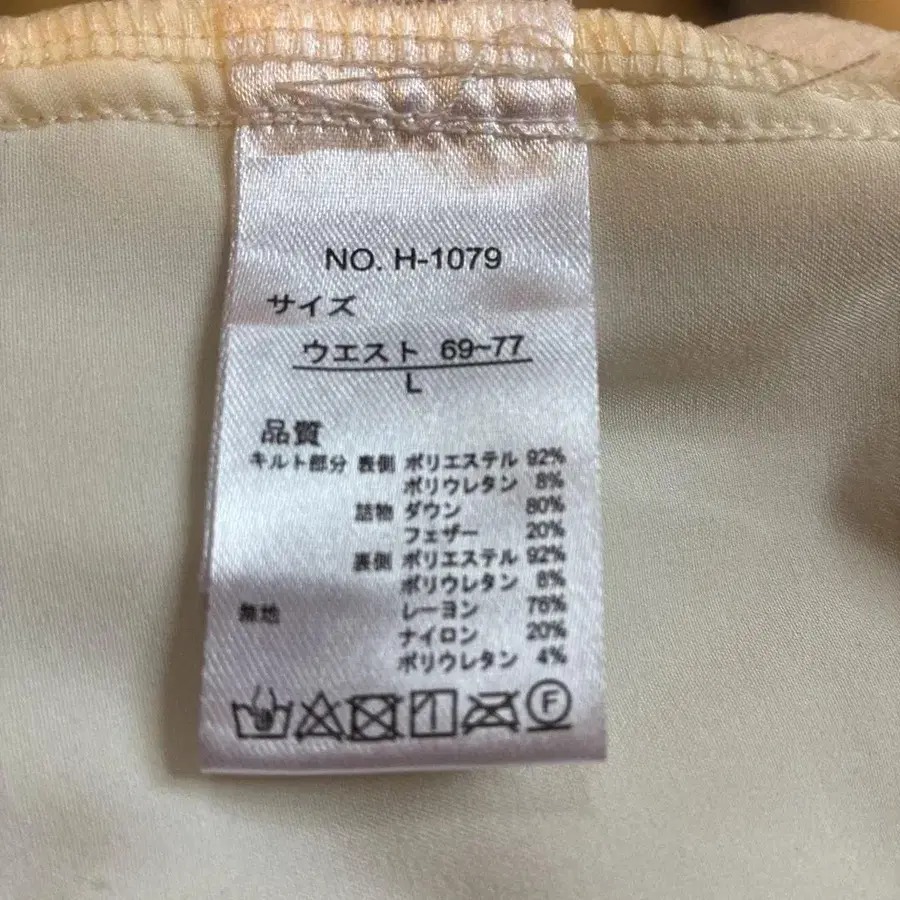 NO. H-1079
サイズ
ウエスト 69~77
L
品質
キルト部分 表側 ポリエステル 92%
ポリウレタン 8%
詰物 ダウン 80%
フェザー 20%
裏側 ポリエステル 92%
ポリウレタン 8%
無地 レーヨン 76%
ナイロン 20%
ポリウレタン 4%
F